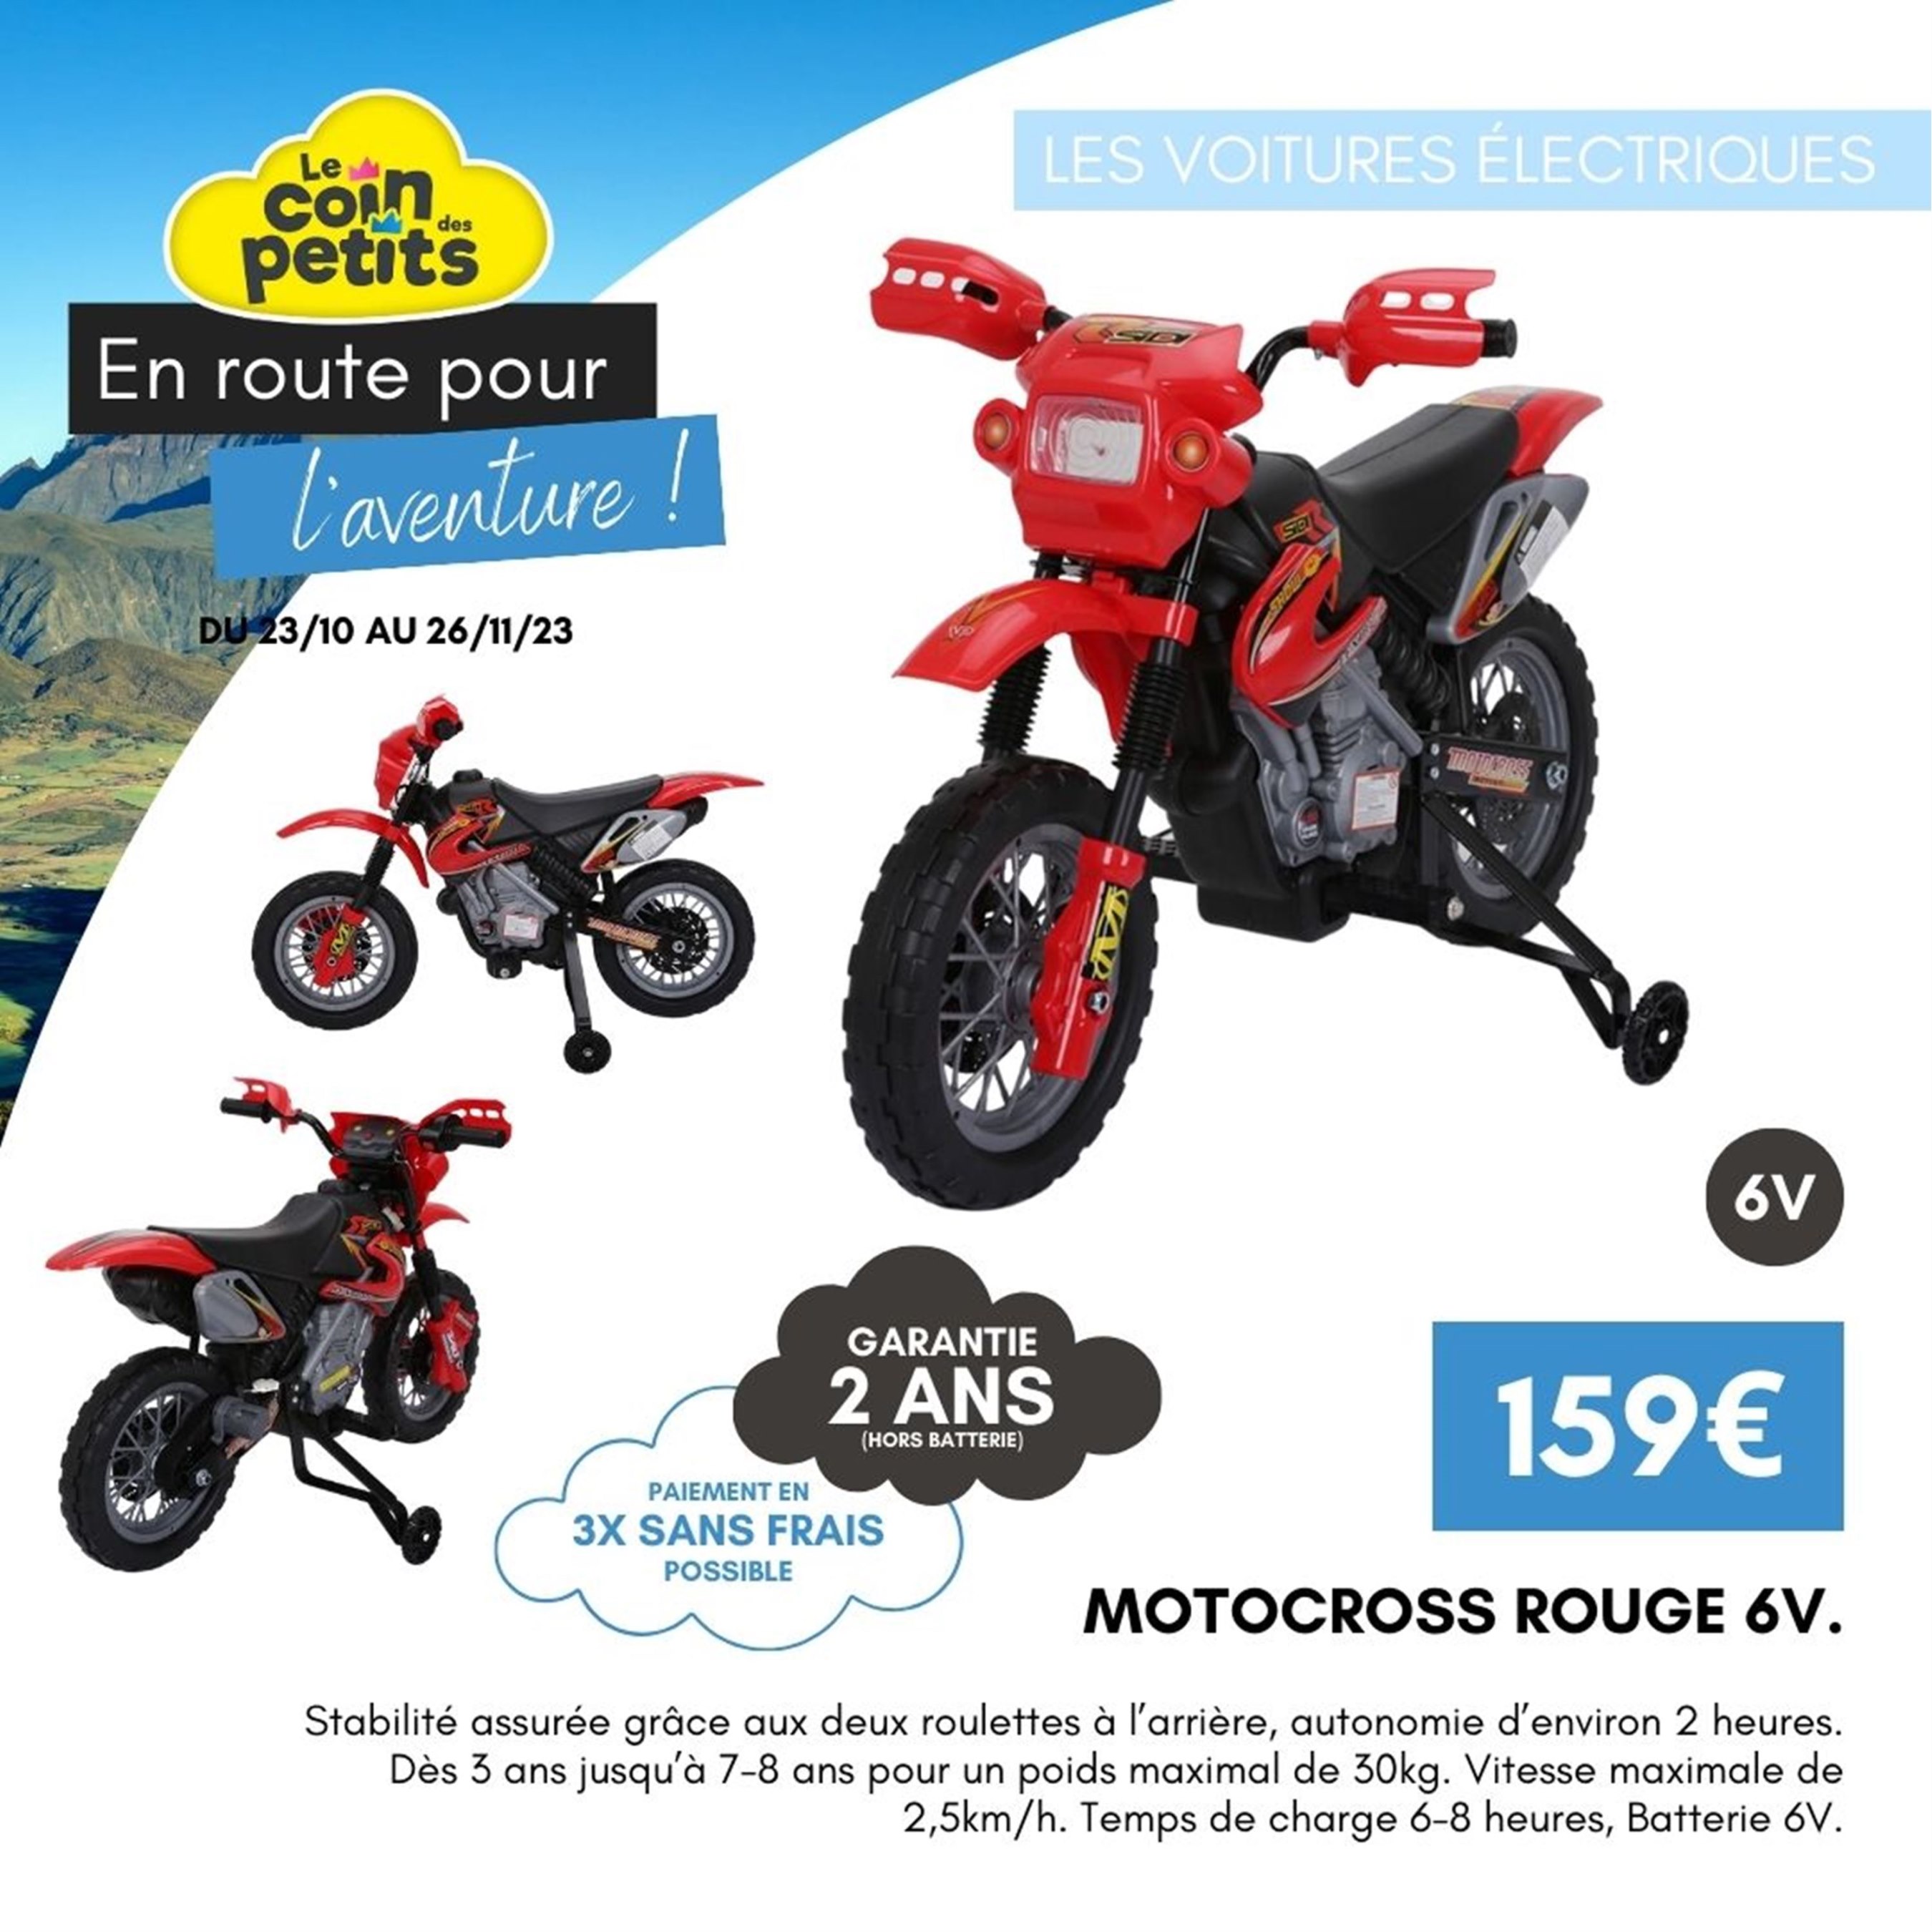 Le
coin
des
petits
En route pour
l'aventure !
DU 23/10 AU 26/11/23
LES VOITURES ÉLECTRIQUES
6V
GARANTIE
2 ANS
(HORS BATTERIE)
PAIEMENT EN
3X SANS FRAIS
POSSIBLE
159€
MOTOCROSS ROUGE 6V.
Stabilité assurée grâce aux deux roulettes à l'arrière, autonomie d'environ 2 heures.
Dès 3 ans jusqu'à 7-8 ans pour un poids maximal de 30kg. Vitesse maximale de
2,5km/h. Temps de charge 6-8 heures, Batterie 6V.